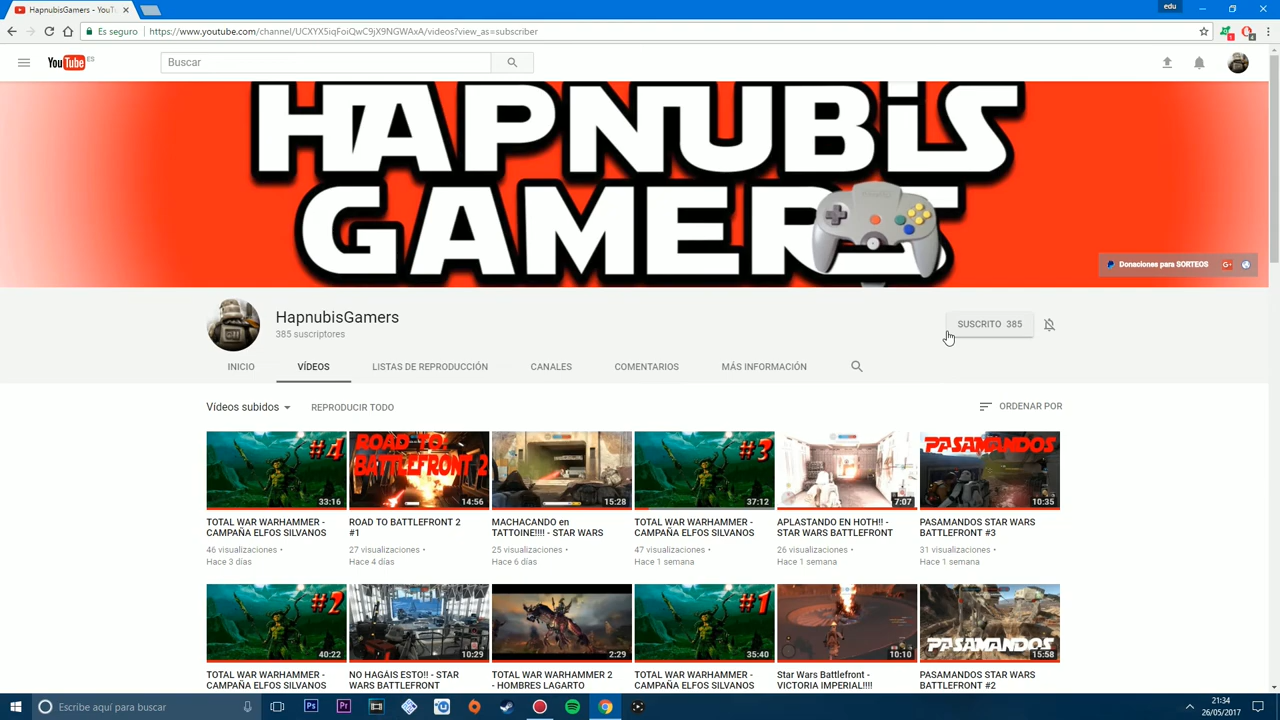 HapnubisGamers - YouT
edu
Es seguro
https://www.youtube.com/channel/UCXYX5iqFoiQwC9jX9NGWAxA/videos?view_as=subscriber
YouTube ES
Buscar
HAPNUBIS
GAMERS
Donaciones para SORTEOS
G+
HapnubisGamers
385 suscriptores
SUSCRITO 385
INICIO
VÍDEOS
LISTAS DE REPRODUCCIÓN
CANALES
COMENTARIOS
MÁS INFORMACIÓN
Vídeos subidos
REPRODUCIR TODO
ORDENAR POR
#4
33:16
ROAD TO:
BATTLEFRONT 2
14:56
15:28
#3
37:12
7:07
PASAMANDOS
10:35
TOTAL WAR WARHAMMER -
CAMPAÑA ELFOS SILVANOS
46 visualizaciones •
Hace 3 días
ROAD TO BATTLEFRONT 2
#1
27 visualizaciones •
Hace 4 días
MACHACANDO en
TATTOINE!!!! - STAR WARS
25 visualizaciones •
Hace 6 días
TOTAL WAR WARHAMMER -
CAMPAÑA ELFOS SILVANOS
47 visualizaciones •
Hace 1 semana
APLASTANDO EN HOTH!! -
STAR WARS BATTLEFRONT
26 visualizaciones •
Hace 1 semana
PASAMANDOS STAR WARS
BATTLEFRONT #3
31 visualizaciones •
Hace 1 semana
#2
40:22
10:29
2:29
#1
35:40
10:10
PASAMANDOS
15:58
TOTAL WAR WARHAMMER -
CAMPAÑA ELFOS SILVANOS
NO HAGÁIS ESTO!! - STAR
WARS BATTLEFRONT
TOTAL WAR WARHAMMER 2
- HOMBRES LAGARTO
TOTAL WAR WARHAMMER -
CAMPAÑA ELFOS SILVANOS
Star Wars Battlefront -
VICTORIA IMPERIAL!!!!
PASAMANDOS STAR WARS
BATTLEFRONT #2
Escribe aquí para buscar
Ps
Pr
21:34
26/05/2017